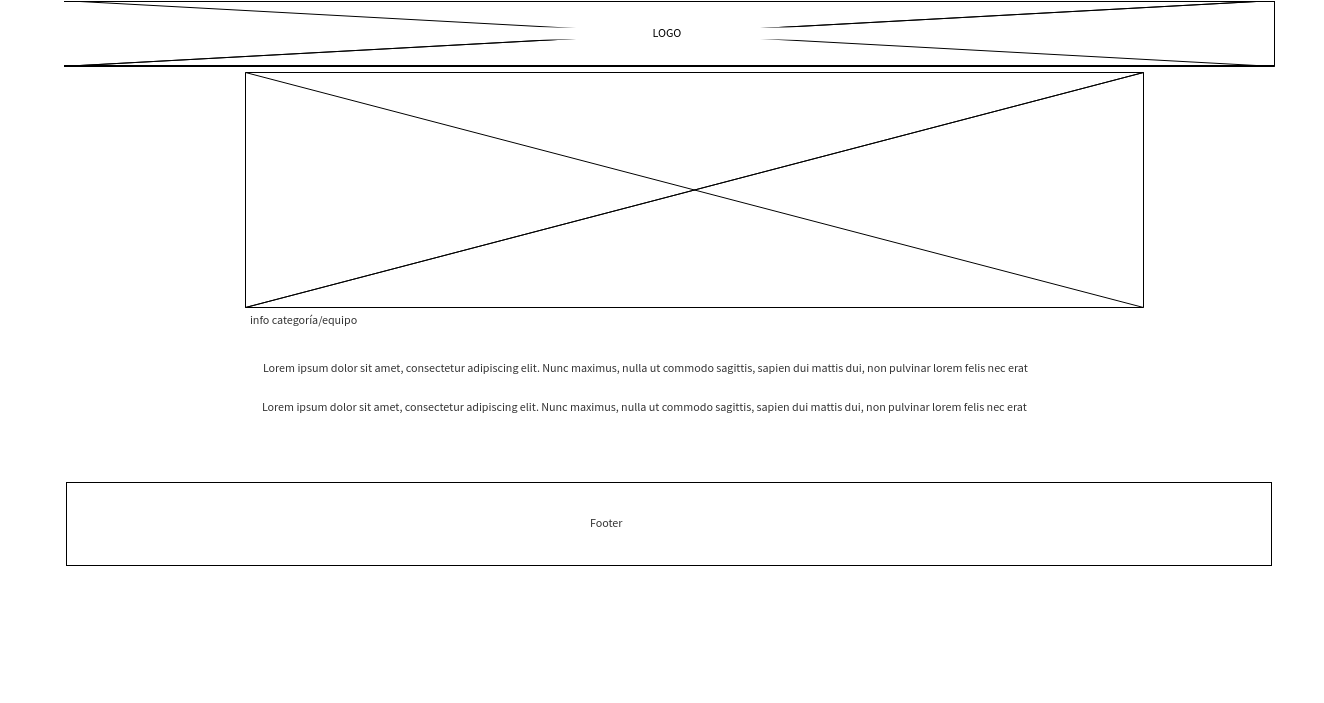 LOGO
info categoría/equipo
Lorem ipsum dolor sit amet, consectetur adipiscing elit. Nunc maximus, nulla ut commodo sagittis, sapien dui mattis dui, non pulvinar lorem felis nec erat
Lorem ipsum dolor sit amet, consectetur adipiscing elit. Nunc maximus, nulla ut commodo sagittis, sapien dui mattis dui, non pulvinar lorem felis nec erat
Footer